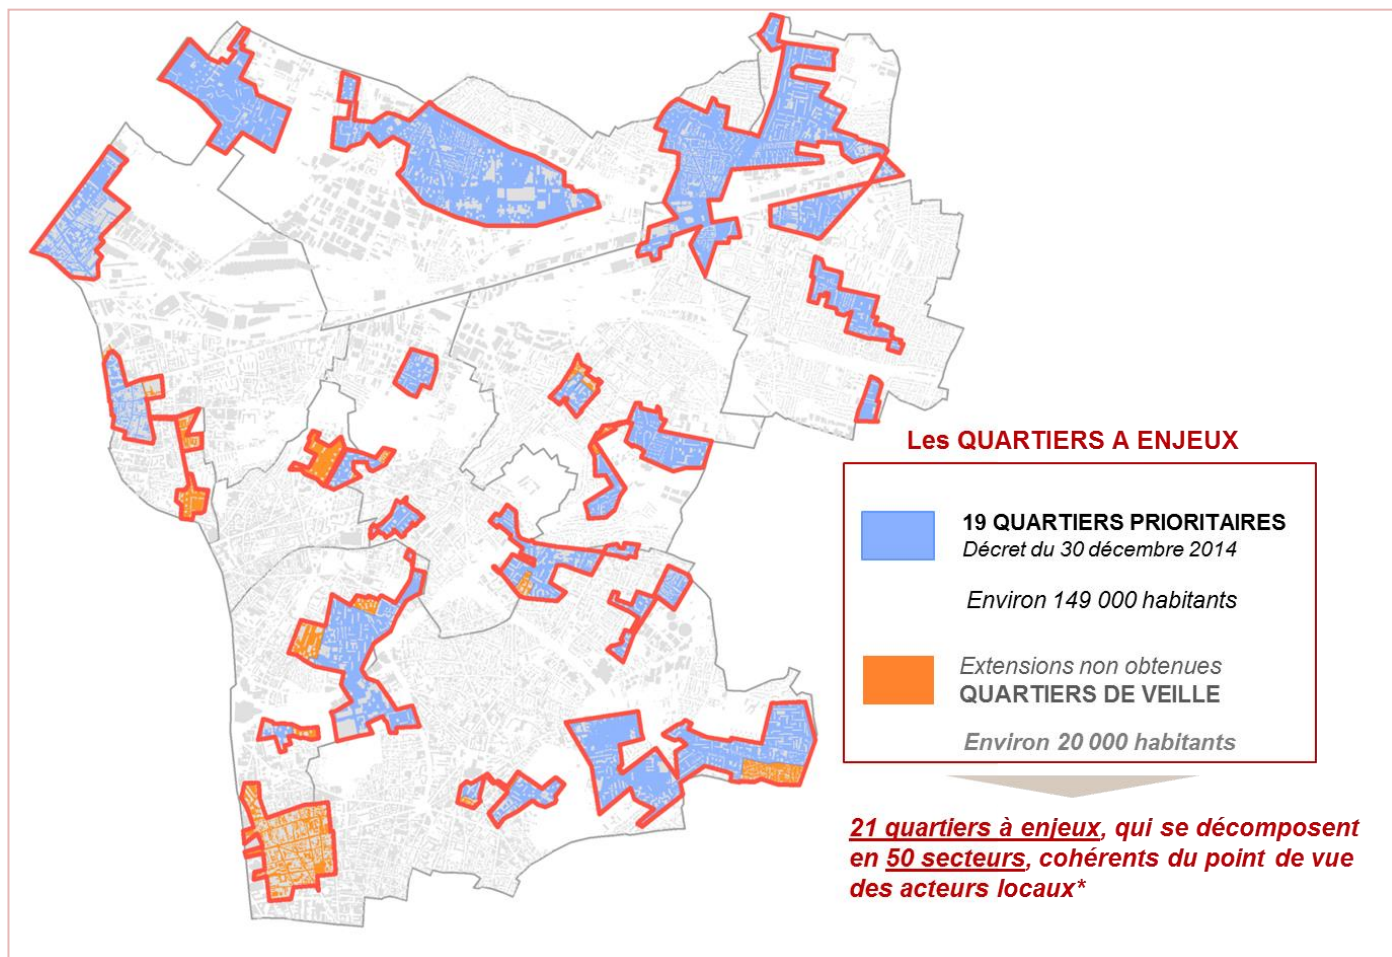 Les QUARTIERS A ENJEUX
19 QUARTIERS PRIORITAIRES
Décret du 30 décembre 2014
Environ 149 000 habitants
Extensions non obtenues
QUARTIERS DE VEILLE
Environ 20 000 habitants
21 quartiers à enjeux, qui se décomposent
en 50 secteurs, cohérents du point de vue
des acteurs locaux*